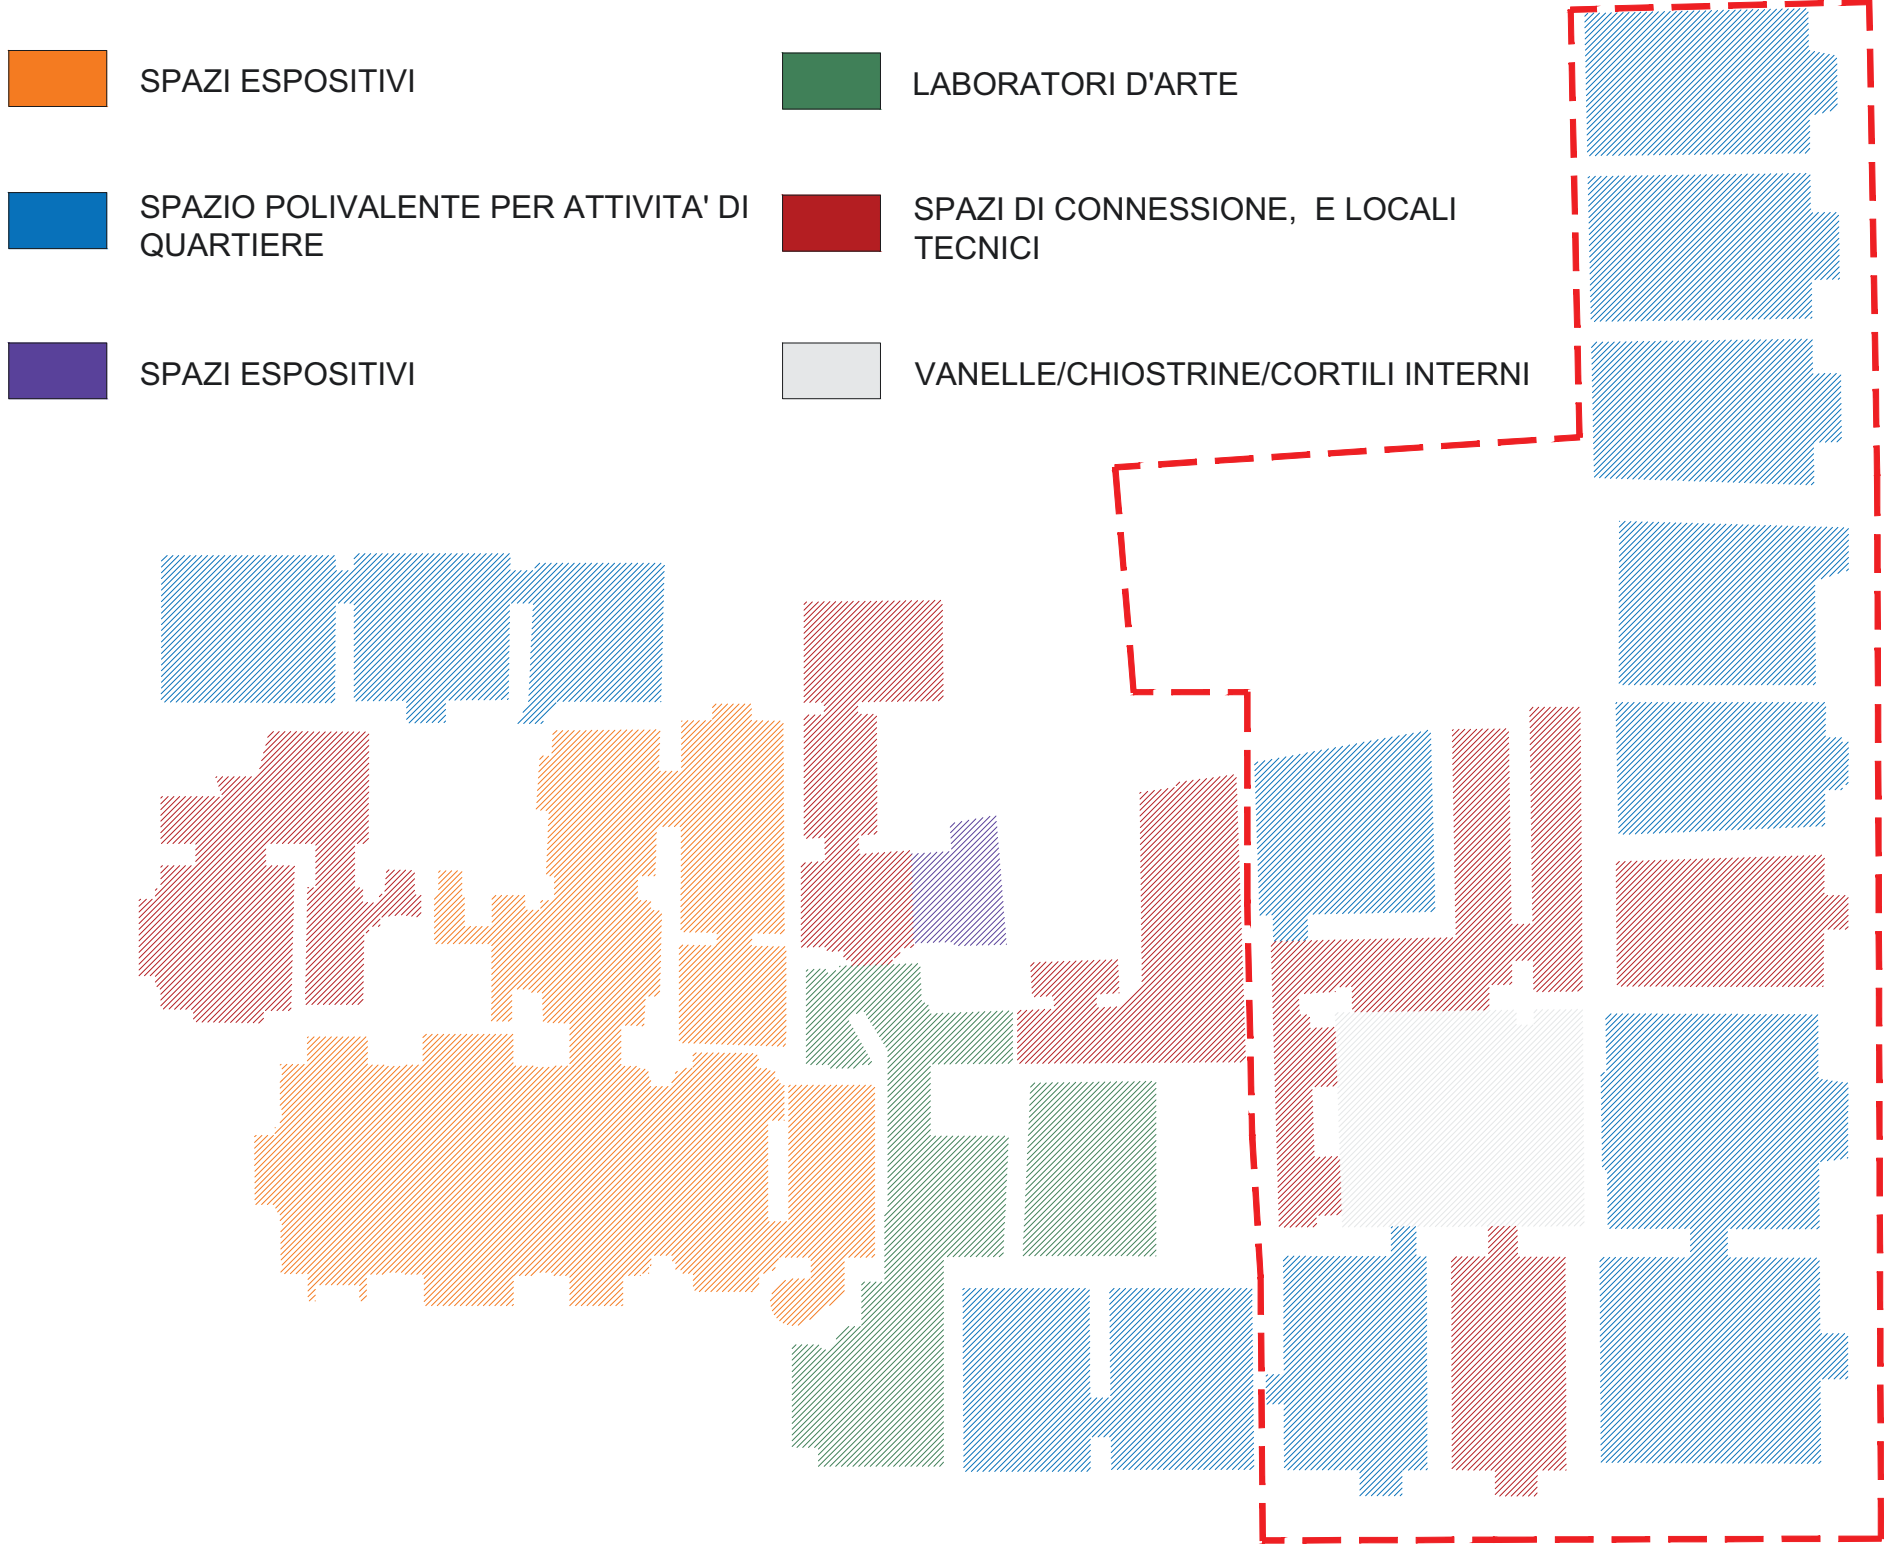 SPAZI ESPOSITIVI
LABORATORI D'ARTE
SPAZIO POLIVALENTE PER ATTIVITA' DI
QUARTIERE
SPAZI DI CONNESSIONE, E LOCALI
TECNICI
SPAZI ESPOSITIVI
VANELLE/CHIOSTRINE/CORTILI INTERNI